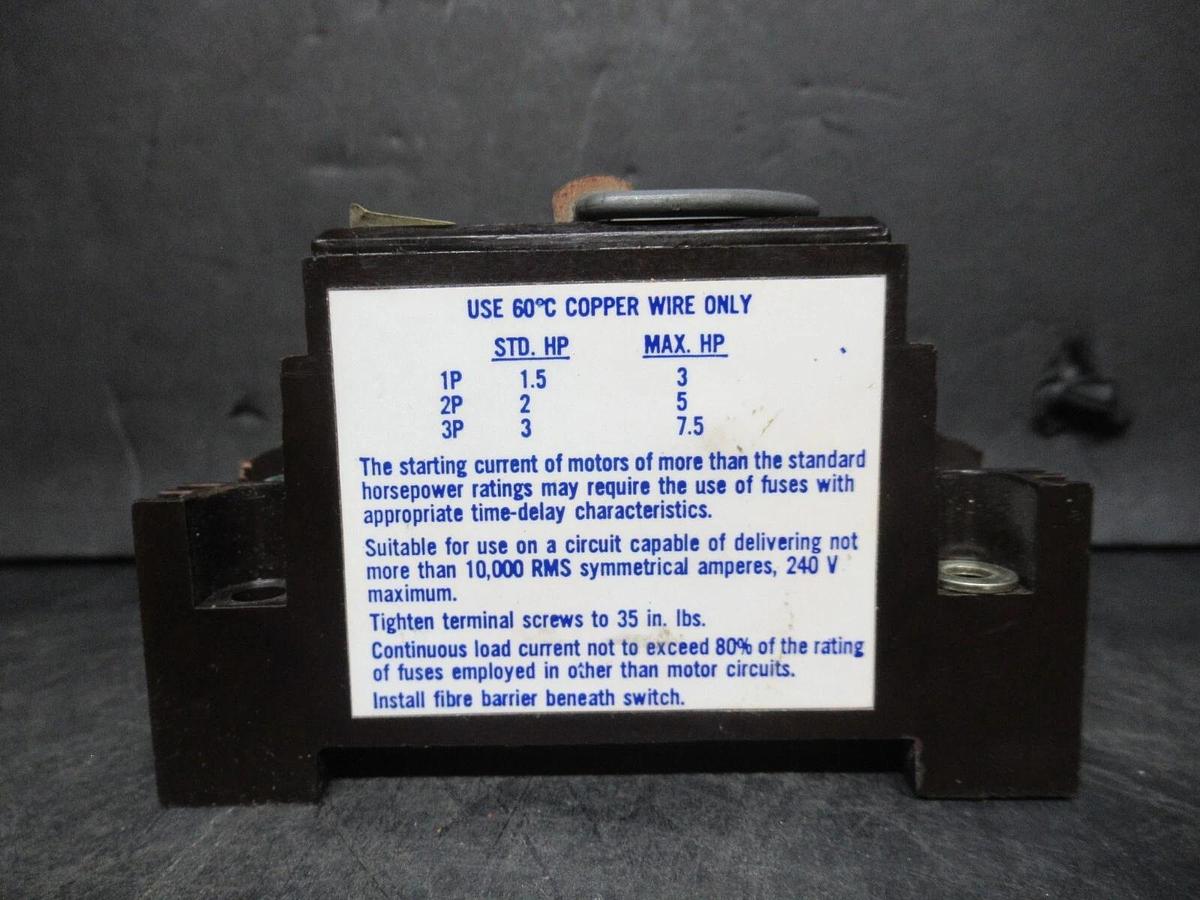 USE 60°C COPPER WIRE ONLY
STD. HP MAX. HP
1P 1.5 3
2P 2 5
3P 3 7.5
The starting current of motors of more than the standard
horsepower ratings may require the use of fuses with
appropriate time-delay characteristics.
Suitable for use on a circuit capable of delivering not
more than 10,000 RMS symmetrical amperes, 240 V
maximum.
Tighten terminal screws to 35 in. lbs.
Continuous load current not to exceed 80% of the rating
of fuses employed in other than motor circuits.
Install fibre barrier beneath switch.